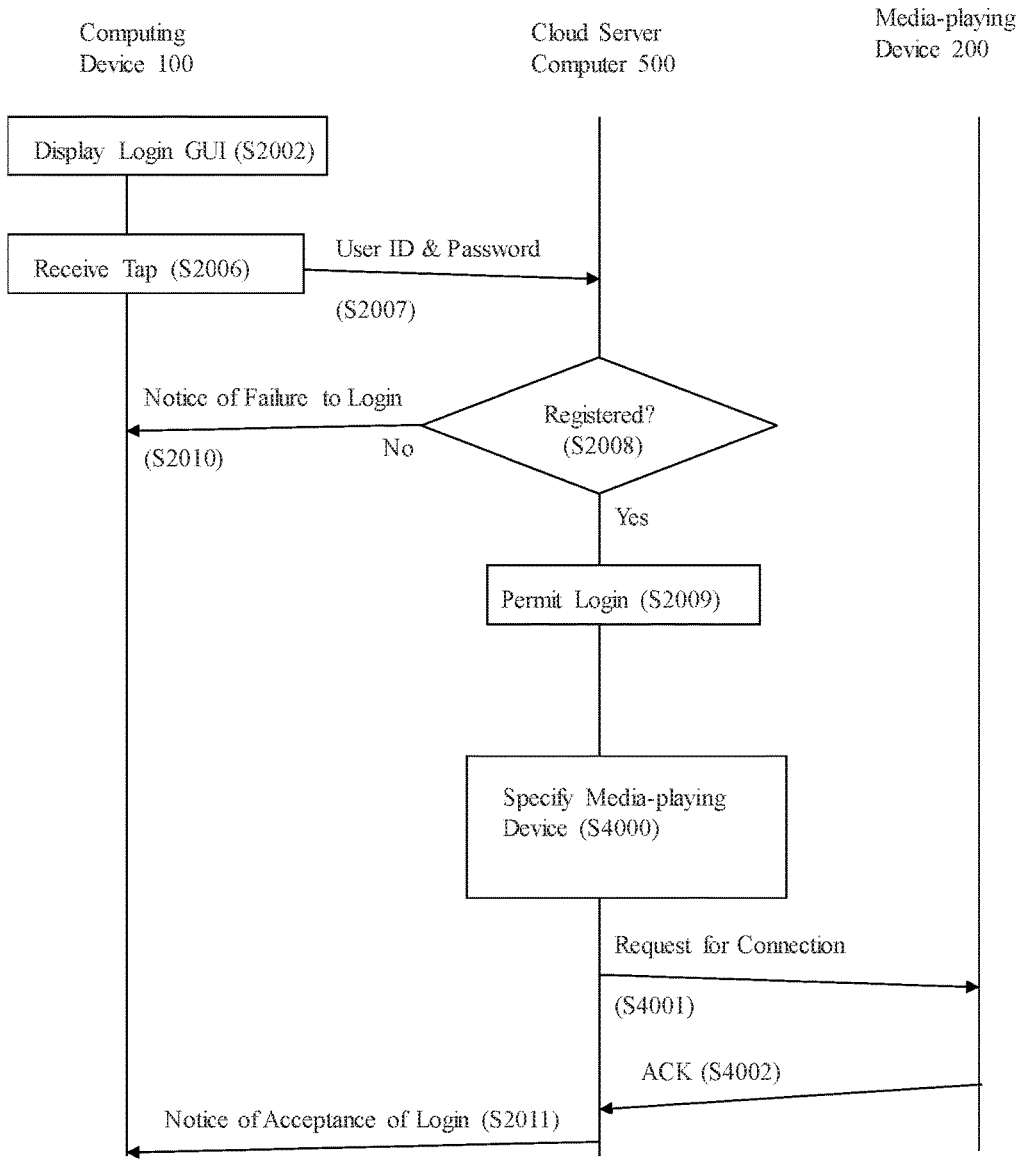 Computing
Device 100
Cloud Server
Computer 500
Media-playing
Device 200
Display Login GUI (S2002)
Receive Tap (S2006)
User ID & Password
(S2007)
Notice of Failure to Login
(S2010)
No
Registered?
(S2008)
Yes
Permit Login (S2009)
Specify Media-playing
Device (S4000)
Request for Connection
(S4001)
ACK (S4002)
Notice of Acceptance of Login (S2011)